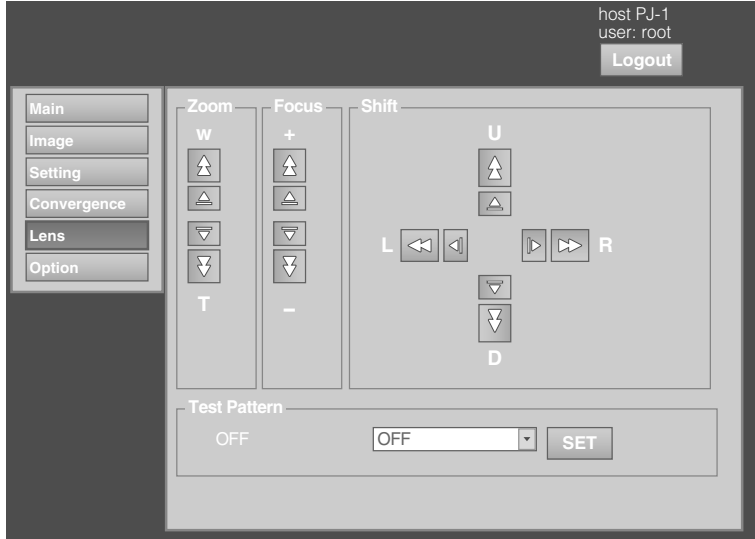 host PJ-1
user: root
Logout
Main
Image
Setting
Convergence
Lens
Option
Zoom
W
T
Focus
+
–
Shift
U
L
R
D
Test Pattern
OFF
OFF
SET